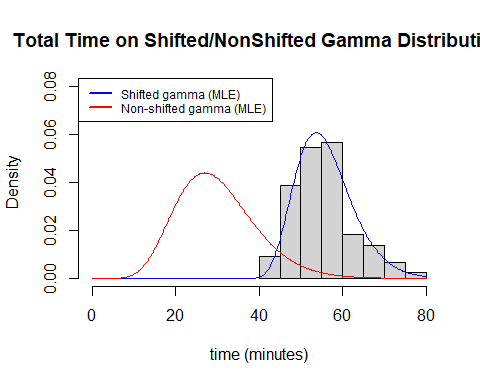 Total Time on Shifted/NonShifted Gamma Distributi
Shifted gamma (MLE)
Non-shifted gamma (MLE)
Density
0.00 0.02 0.04 0.06 0.08
0 20 40 60 80
time (minutes)